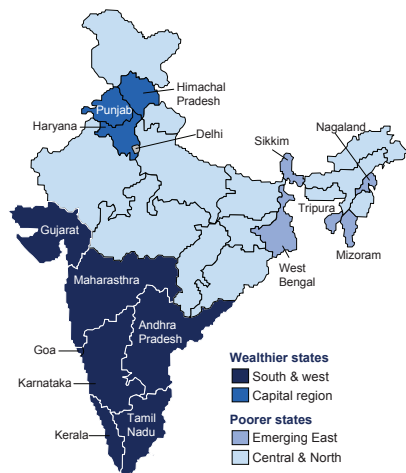 Himachal
Pradesh
Punjab
Haryana
Delhi
Sikkim
Nagaland
Gujarat
Tripura
Mizoram
Maharasthra
West
Bengal
Andhra
Pradesh
Goa
Karnataka
Tamil
Nadu
Kerala
Wealthier states
South & west
Capital region
Poorer states
Emerging East
Central & North